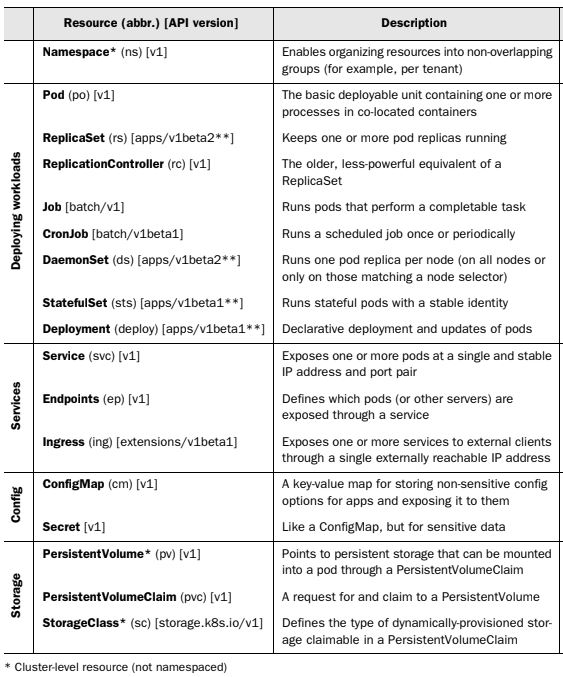 Resource (abbr.) [API version]
Description
Namespace* (ns) [v1]
Enables organizing resources into non-overlapping
groups (for example, per tenant)
Deploying workloads
Pod (po) [v1]
The basic deployable unit containing one or more
processes in co-located containers
ReplicaSet (rs) [apps/v1beta2**]
Keeps one or more pod replicas running
ReplicationController (rc) [v1]
The older, less-powerful equivalent of a
ReplicaSet
Job [batch/v1]
Runs pods that perform a completable task
CronJob [batch/v1beta1]
Runs a scheduled job once or periodically
DaemonSet (ds) [apps/v1beta2**]
Runs one pod replica per node (on all nodes or
only on those matching a node selector)
StatefulSet (sts) [apps/v1beta1**]
Runs stateful pods with a stable identity
Deployment (deploy) [apps/v1beta1**]
Declarative deployment and updates of pods
Services
Service (svc) [v1]
Exposes one or more pods at a single and stable
IP address and port pair
Endpoints (ep) [v1]
Defines which pods (or other servers) are
exposed through a service
Ingress (ing) [extensions/v1beta1]
Exposes one or more services to external clients
through a single externally reachable IP address
Config
ConfigMap (cm) [v1]
A key-value map for storing non-sensitive config
options for apps and exposing it to them
Secret [v1]
Like a ConfigMap, but for sensitive data
Storage
PersistentVolume* (pv) [v1]
Points to persistent storage that can be mounted
into a pod through a PersistentVolumeClaim
PersistentVolumeClaim (pvc) [v1]
A request for and claim to a PersistentVolume
StorageClass* (sc) [storage.k8s.io/v1]
Defines the type of dynamically-provisioned stor-
age claimable in a PersistentVolumeClaim
* Cluster-level resource (not namespaced)